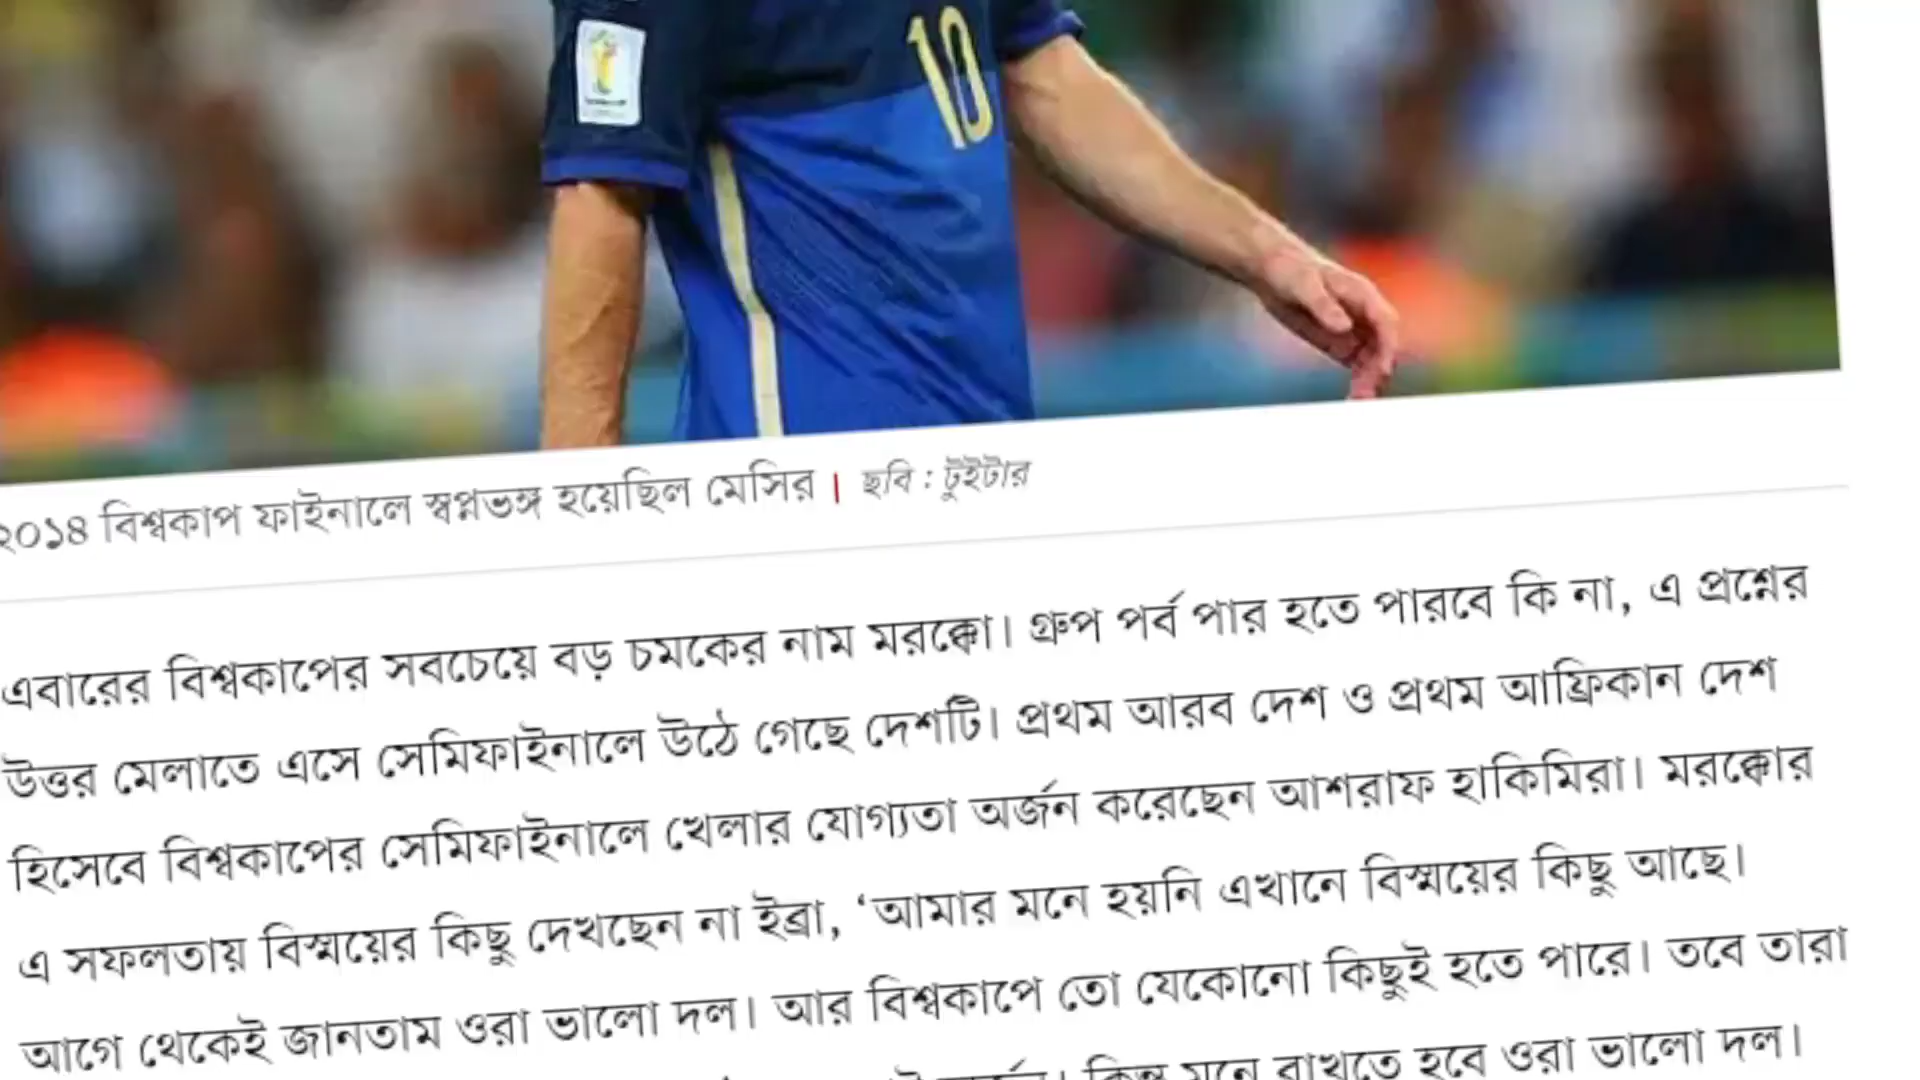 10
২০১৪ বিশ্বকাপ ফাইনালে স্বপ্নভঙ্গ হয়েছিল মেসির | ছবি : টুইটার
এবারের বিশ্বকাপের সবচেয়ে বড় চমকের নাম মরক্কো। গ্রুপ পর্ব পার হতে পারবে কি না, এ প্রশ্নের
উত্তর মেলাতে এসে সেমিফাইনালে উঠে গেছে দেশটি। প্রথম আরব দেশ ও প্রথম আফ্রিকান দেশ
হিসেবে বিশ্বকাপের সেমিফাইনালে খেলার যোগ্যতা অর্জন করেছেন আশরাফ হাকিমিরা। মরক্কোর
এ সফলতায় বিস্ময়ের কিছু দেখছেন না ইব্রা, ‘আমার মনে হয়নি এখানে বিস্ময়ের কিছু আছে।
আগে থেকেই জানতাম ওরা ভালো দল। আর বিশ্বকাপে তো যেকোনো কিছুই হতে পারে। তবে তারা
কিন্তু মনে রাখতে হবে ওরা ভালো দল।